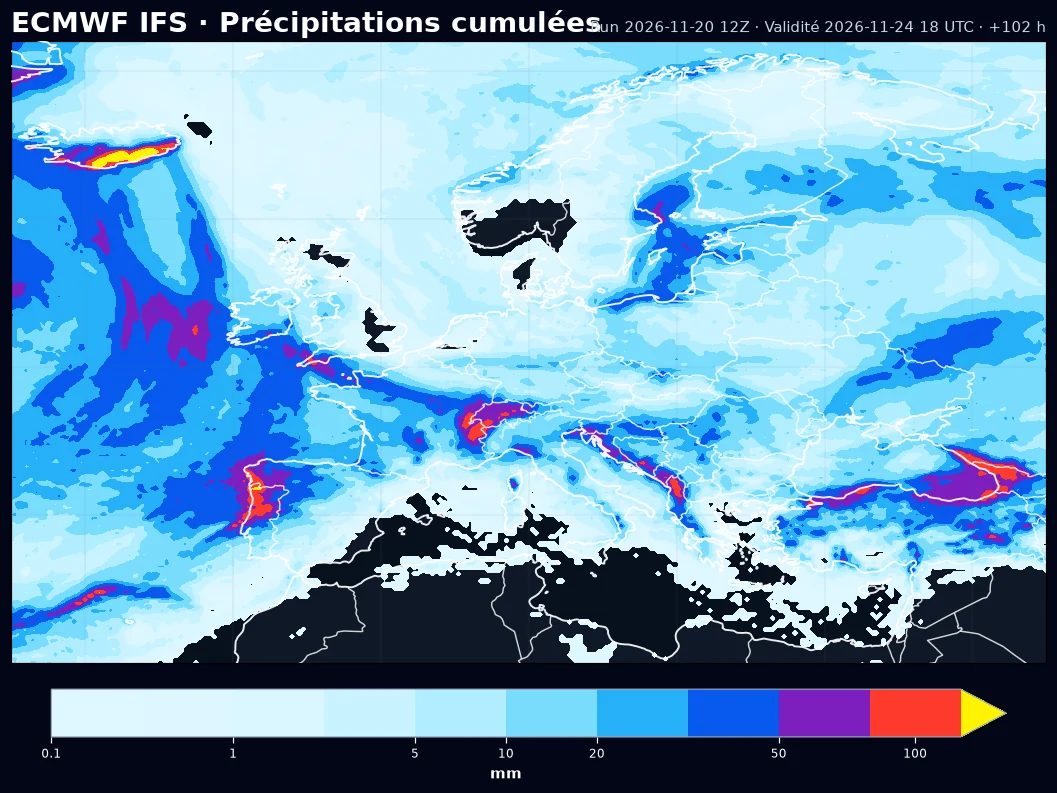 ECMWF IFS · Précipitations cumulées
Run 2026-11-20 12Z · Validité 2026-11-24 18 UTC · +102 h
0.1 1 5 10 20 50 100
mm